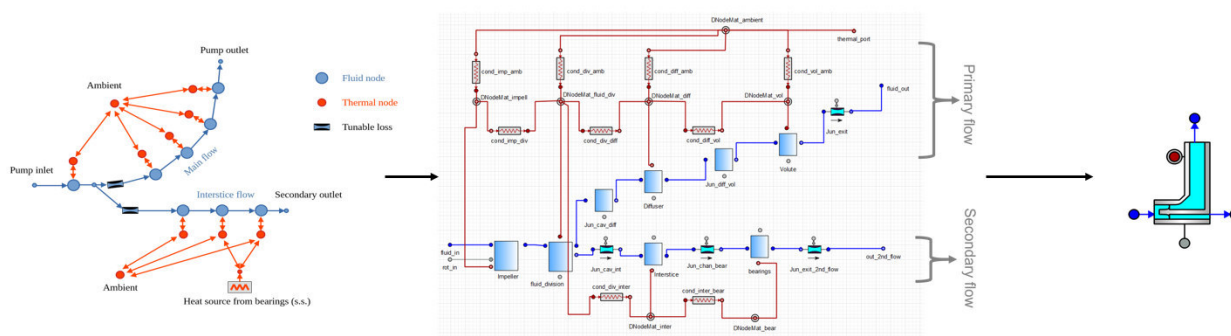 Pump outlet
Ambient
Fluid node
Thermal node
Tunable loss
Main flow
Pump inlet
Interstice flow
Secondary outlet
Ambient
Heat source from bearings (s.s.)
DNodeMat_ambient
thermal_port
cond_imp_amb
cond_div_amb
cond_diff_amb
cond_vol_amb
DNodeMat_impell
DNodeMat_fluid_div
DNodeMat_diff
DNodeMat_vol
fluid_out
Jun_exit
cond_imp_div
cond_div_diff
cond_diff_vol
Volute
Jun_diff_vol
Diffuser
Jun_cav_diff
fluid_in
rot_in
Impeller
fluid_division
Jun_cav_int
Interstice
Jun_chan_bear
bearings
Jun_exit_2nd_flow
out_2nd_flow
cond_div_inter
cond_inter_bear
DNodeMat_inter
DNodeMat_bear
Primary flow
Secondary flow